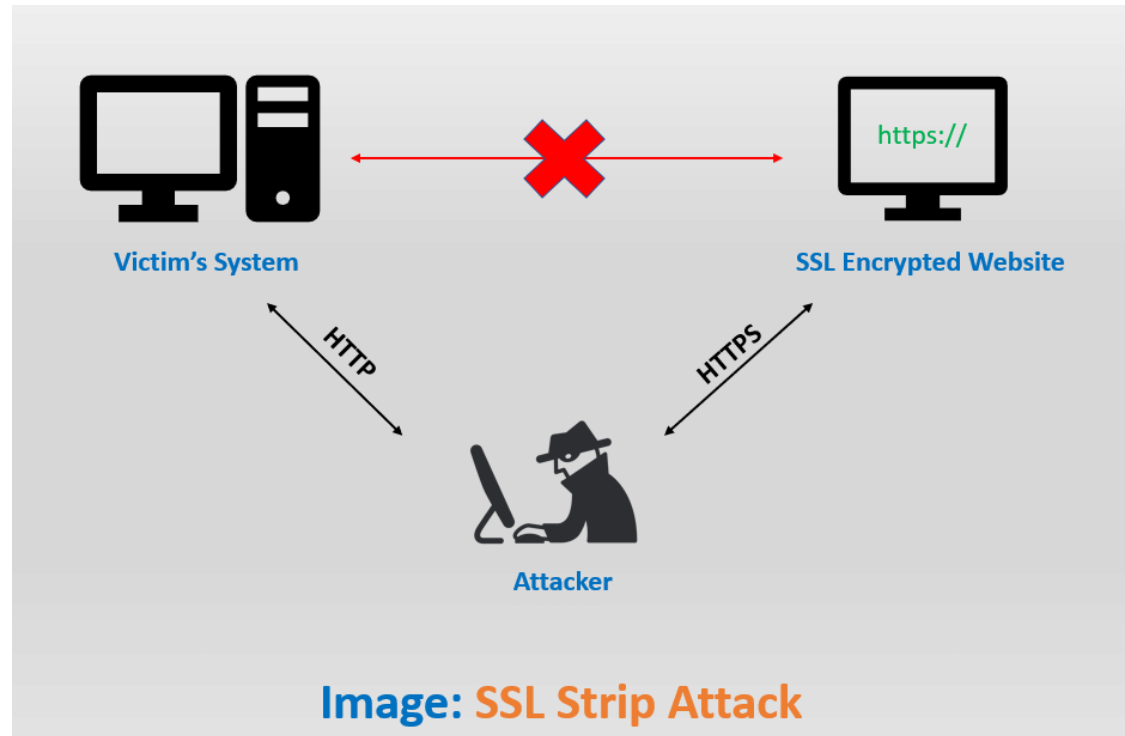 https://
Victim’s System
SSL Encrypted Website
HTTP
HTTPS
Attacker
Image: SSL Strip Attack